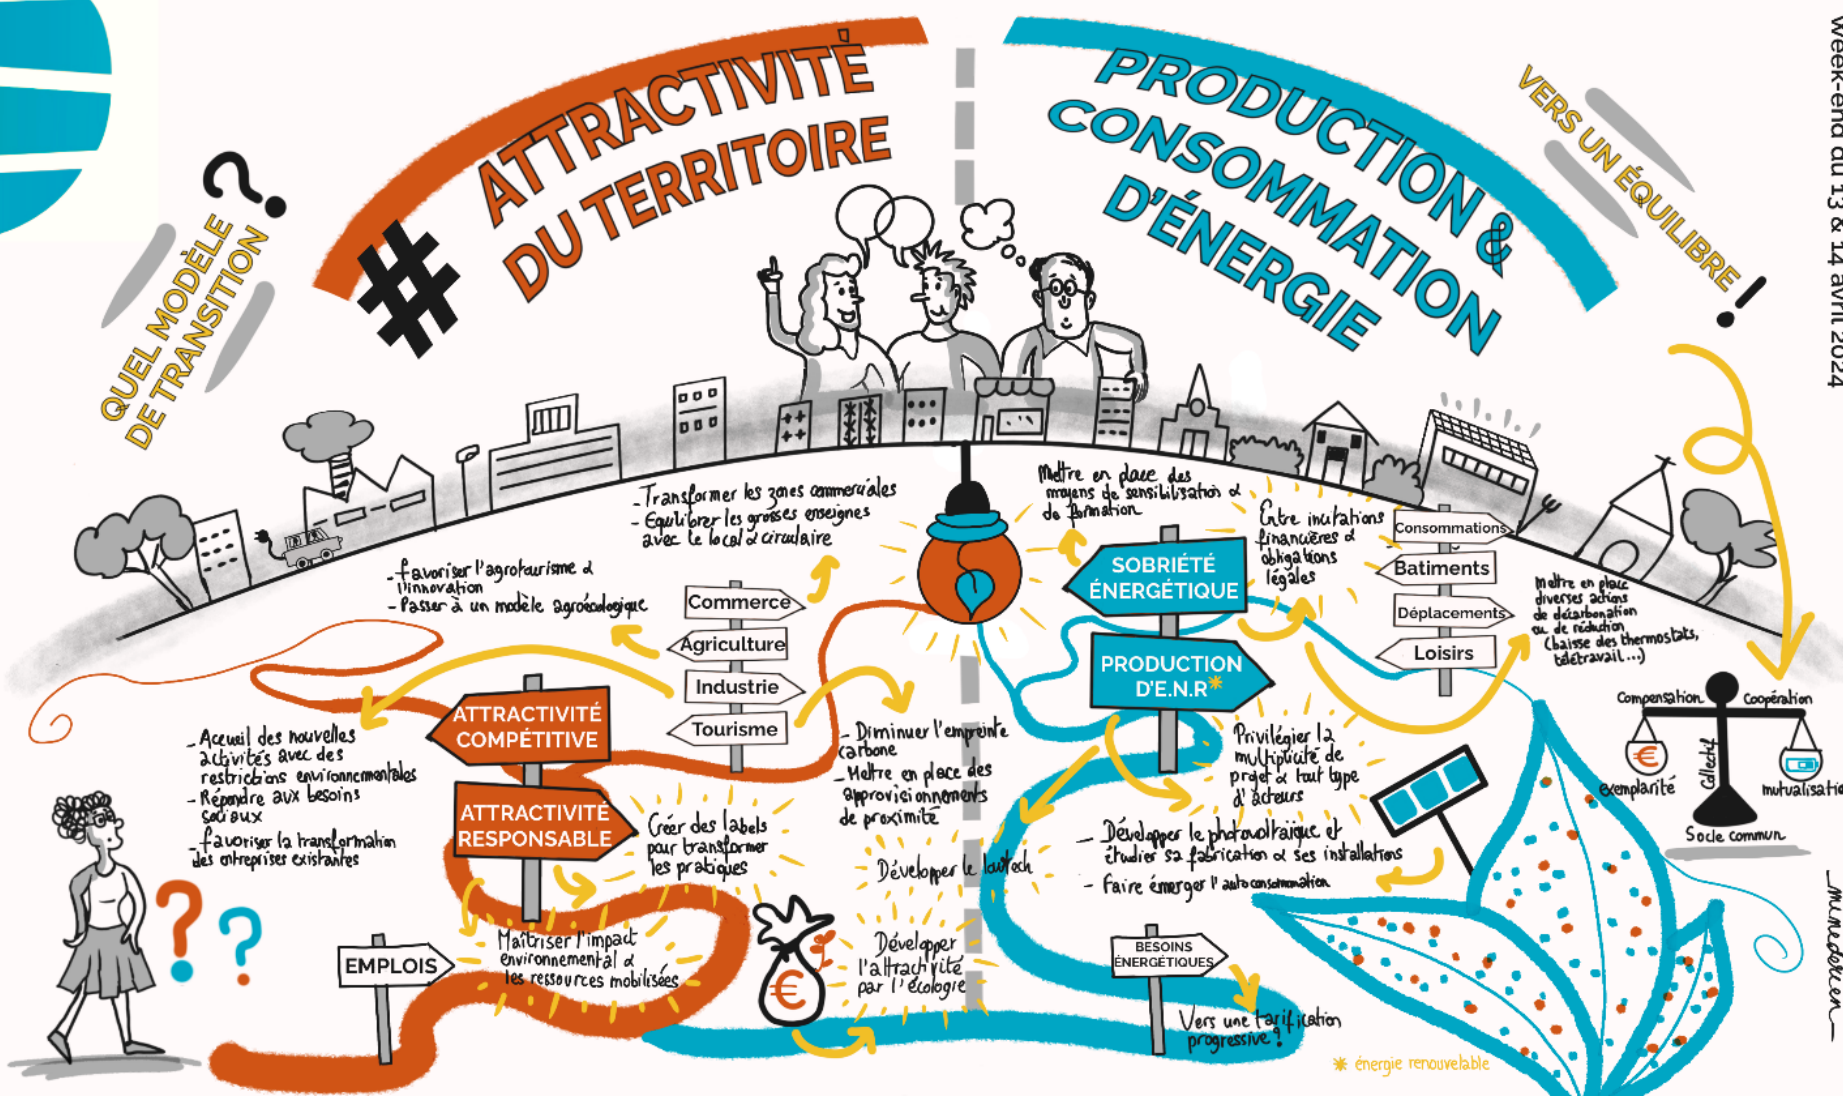 # ATTRACTIVITÉ
DU TERRITOIRE
PRODUCTION &
CONSOMMATION
D'ÉNERGIE
QUEL MODÈLE
DE TRANSITION ?
VERS UN ÉQUILIBRE !
Week-end du 13 & 14 avril 2024
- Transformer les zones commerciales
- Equilibrer les grosses enseignes
avec le local & circulaire
- favoriser l'agrotourisme &
l'innovation
- Passer à un modèle agroécologique
Commerce
Agriculture
Industrie
Tourisme
ATTRACTIVITÉ
COMPÉTITIVE
ATTRACTIVITÉ
RESPONSABLE
- Accueil des nouvelles
activités avec des
restrictions environnementales
- Répondre aux besoins
sociaux
- favoriser la transformation
des entreprises existantes
- Diminuer l'empreinte
carbone
- Mettre en place des
approvisionnements
de proximité
Créer des labels
pour transformer
les pratiques
Maîtriser l'impact
environnemental &
les ressources mobilisées
EMPLOIS
? ?
€
Développer le lowtech
Développer
l'attractivité
par l'écologie
Mettre en place des
moyens de sensibilisation &
de formation
SOBRIÉTÉ
ÉNERGÉTIQUE
PRODUCTION
D'E.N.R*
Entre incitations
financières &
obligations
légales
Consommations
Batiments
Déplacements
Loisirs
Mettre en place
diverses actions
de décarbonation
ou de réduction
(baisse des thermostats,
télétravail...)
Privilégier la
multiplicité de
projet & tout type
d'acteurs
- Développer le photovoltaïque et
étudier sa fabrication & ses installations
- Faire émerger l'autoconsommation
BESOINS
ÉNERGÉTIQUES
Vers une tarification
progressive ?
* énergie renouvelable
Compensation
Coopération
Collectif
€
exemplarité
mutualisatio
Socle commun